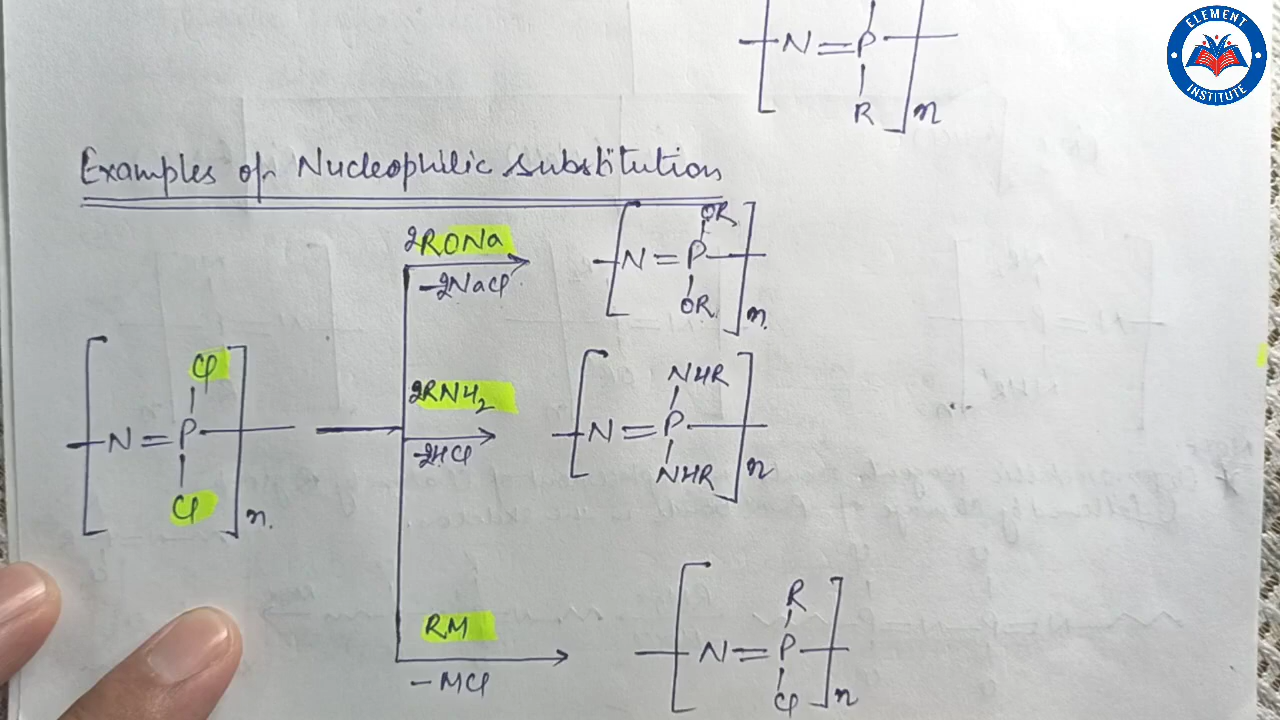 N=P
R
n
ELEMENT
INSTITUTE
Examples of Nucleophilic substitution
2RONa
-2NaCl
OR
N=P
OR
n
Cl
N=P
Cl
n
2RNH2
-2HCl
NHR
N=P
NHR
n
RM
-MCl
R
N=P
Cl
n